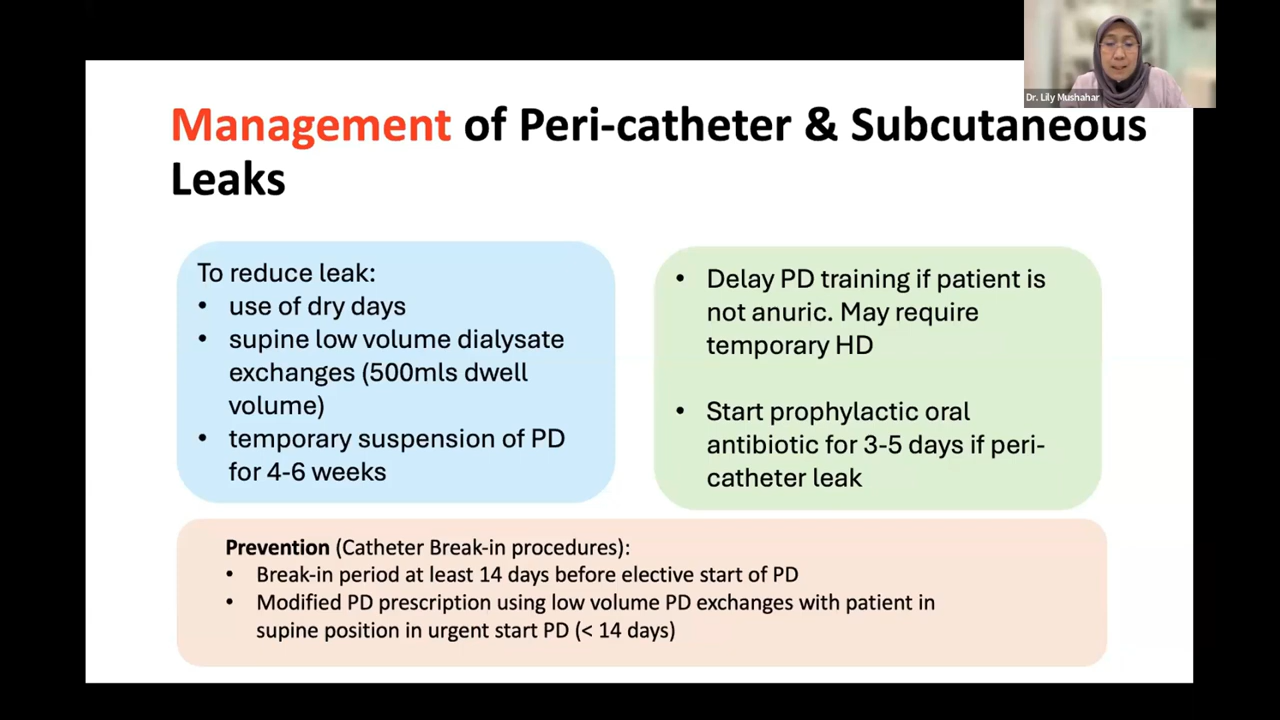 Dr. Lily Mushahar
Management of Peri-catheter & Subcutaneous
Leaks
To reduce leak:
• use of dry days
• supine low volume dialysate
exchanges (500mls dwell
volume)
• temporary suspension of PD
for 4-6 weeks
• Delay PD training if patient is
not anuric. May require
temporary HD
• Start prophylactic oral
antibiotic for 3-5 days if peri-
catheter leak
Prevention (Catheter Break-in procedures):
• Break-in period at least 14 days before elective start of PD
• Modified PD prescription using low volume PD exchanges with patient in
supine position in urgent start PD (< 14 days)